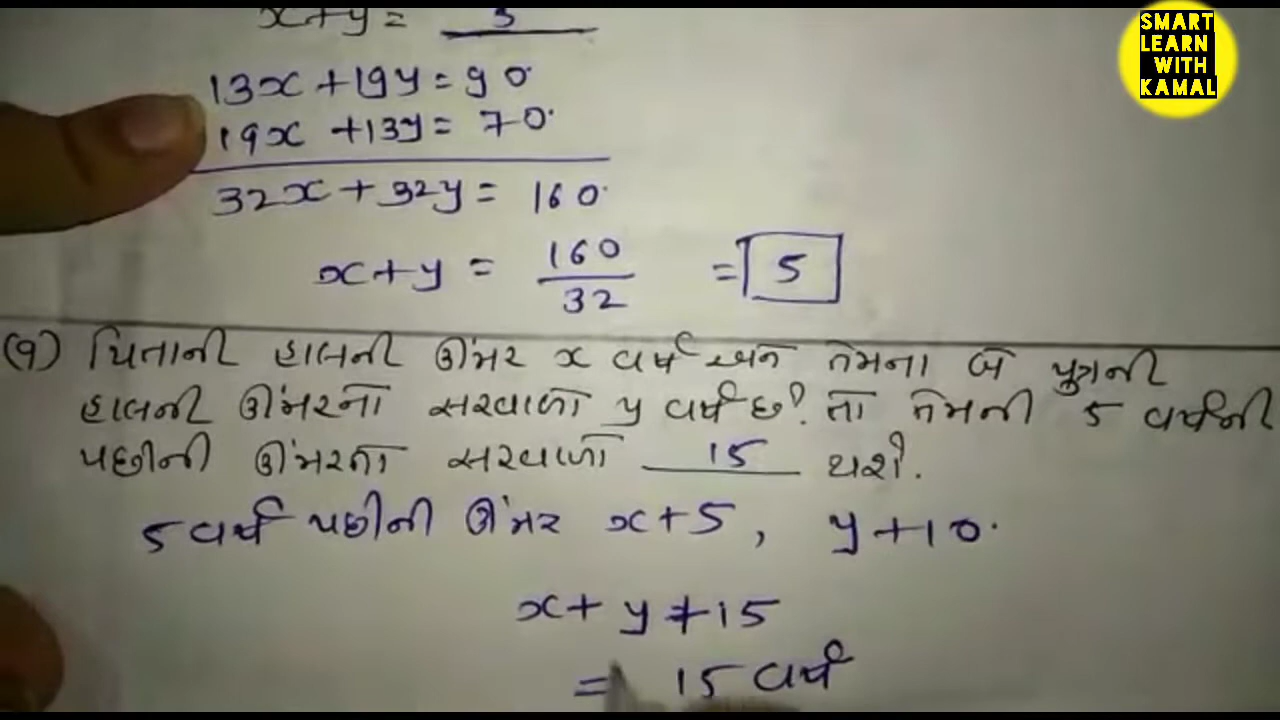 x+y = 5
13x +19y = 90
19x +13y = 70
32x + 32y = 160
x+y = 160/32 = 5
(૧) પિતાની હાલની ઊંમર x વર્ષ અને તેમના બે પુત્રની
હાલની ઊંમરનો સરવાળો y વર્ષ છે. તો તેમની 5 વર્ષની
પછીની ઊંમરનો સરવાળો 15 થશે.
5 વર્ષ પછીની ઊંમર x+5, y+10.
x+ y+15
= 15 વર્ષ
SMART
LEARN
WITH
KAMAL